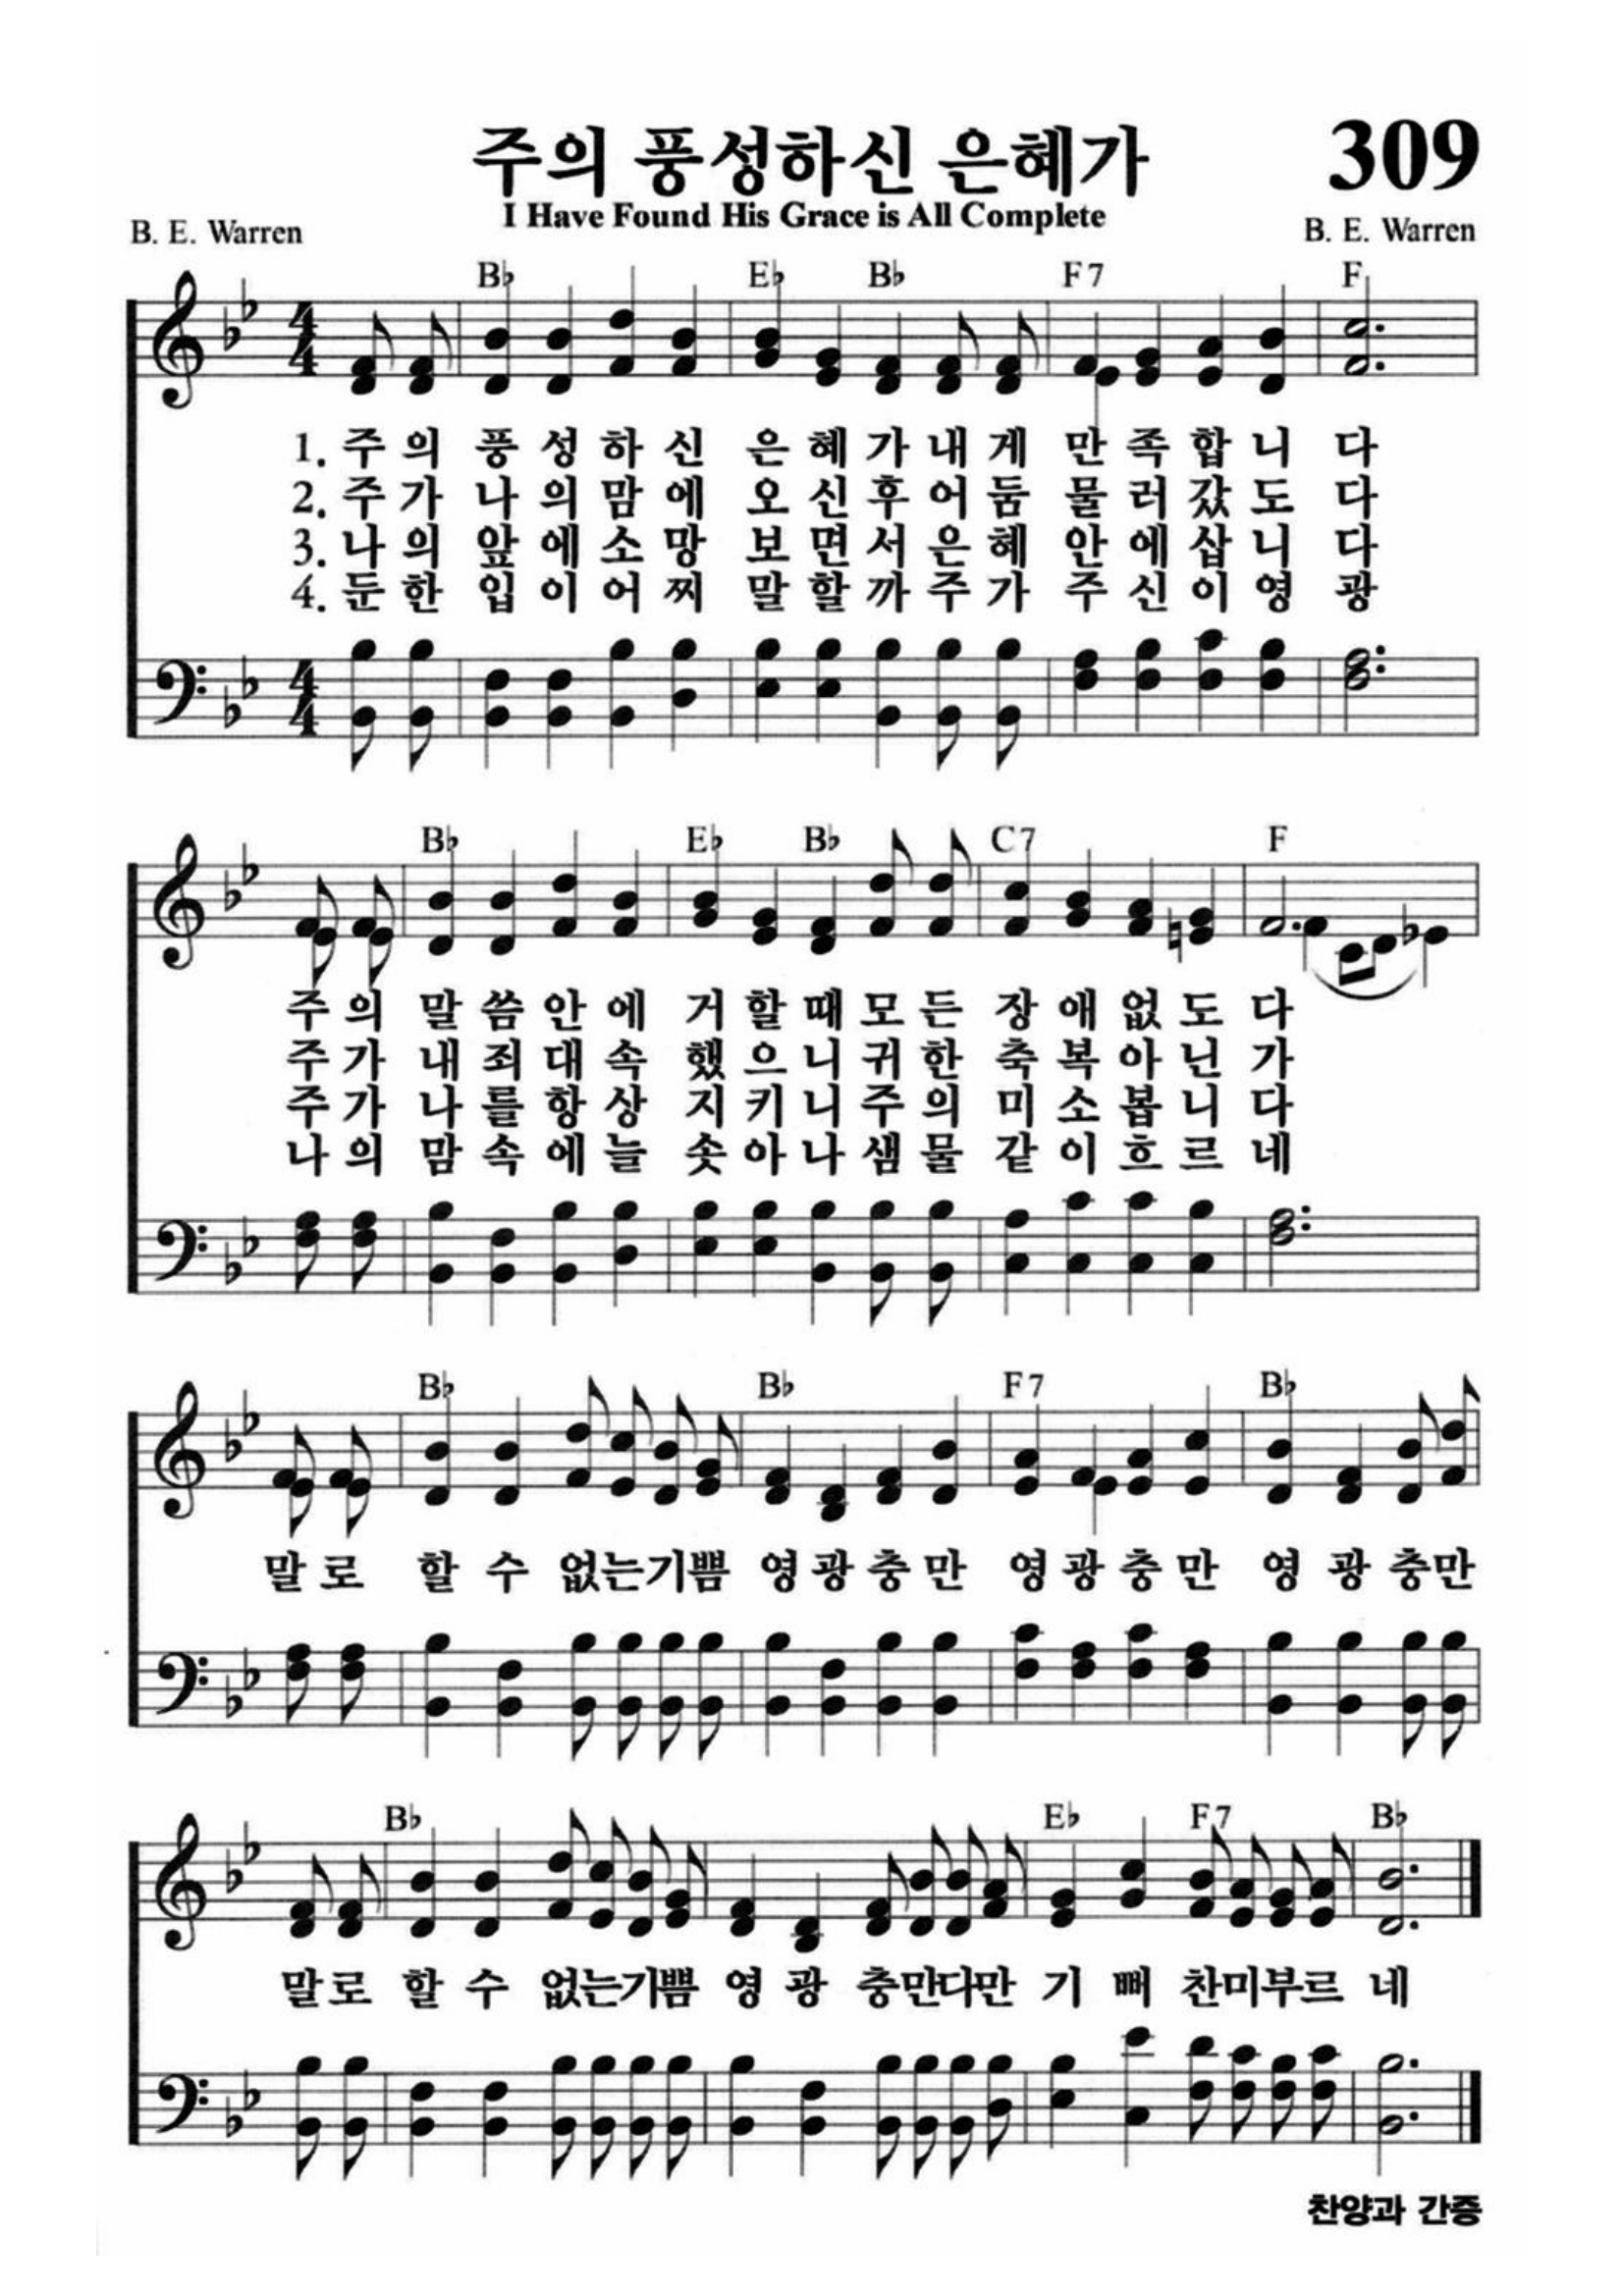 주의 풍성하신 은혜가 309
I Have Found His Grace is All Complete
B. E. Warren B. E. Warren
B♭ E♭ B♭ F7 F
4 4
1. 주의 풍성하신 은혜가내게 만족합니 다
2. 주가 나의맘에 오신후어둠 물러갔도 다
3. 나의 앞에소망 보면서은혜 안에삽니 다
4. 둔한 입이어찌 말할까주가 주신이영 광
4 4
B♭ E♭ B♭ C7 F
주의 말씀안에 거할때모든 장애없도 다
주가 내죄대속 했으니귀한 축복아닌 가
주가 나를항상 지키니주의 미소봅니 다
나의 맘속에늘 솟아나샘물 같이흐르 네
B♭ B♭ F7 B♭
말로 할수 없는기쁨 영광충만 영광충만 영광충만
B♭ E♭ F7 B♭
말로 할수 없는기쁨 영광 충만다만 기뻐 찬미부르 네
찬양과 간증